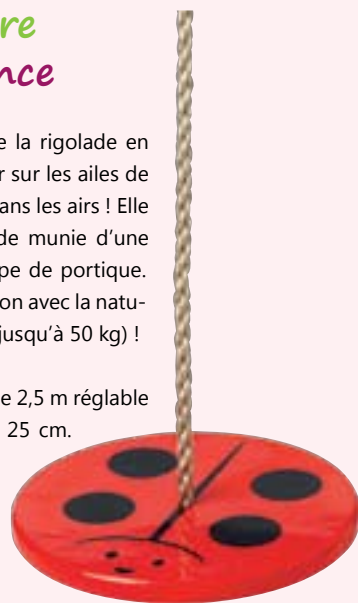 re
nce
e la rigolade en
r sur les ailes de
ans les airs ! Elle
de munie d'une
pe de portique.
on avec la natu-
jusqu'à 50 kg) !
e 2,5 m réglable
25 cm.